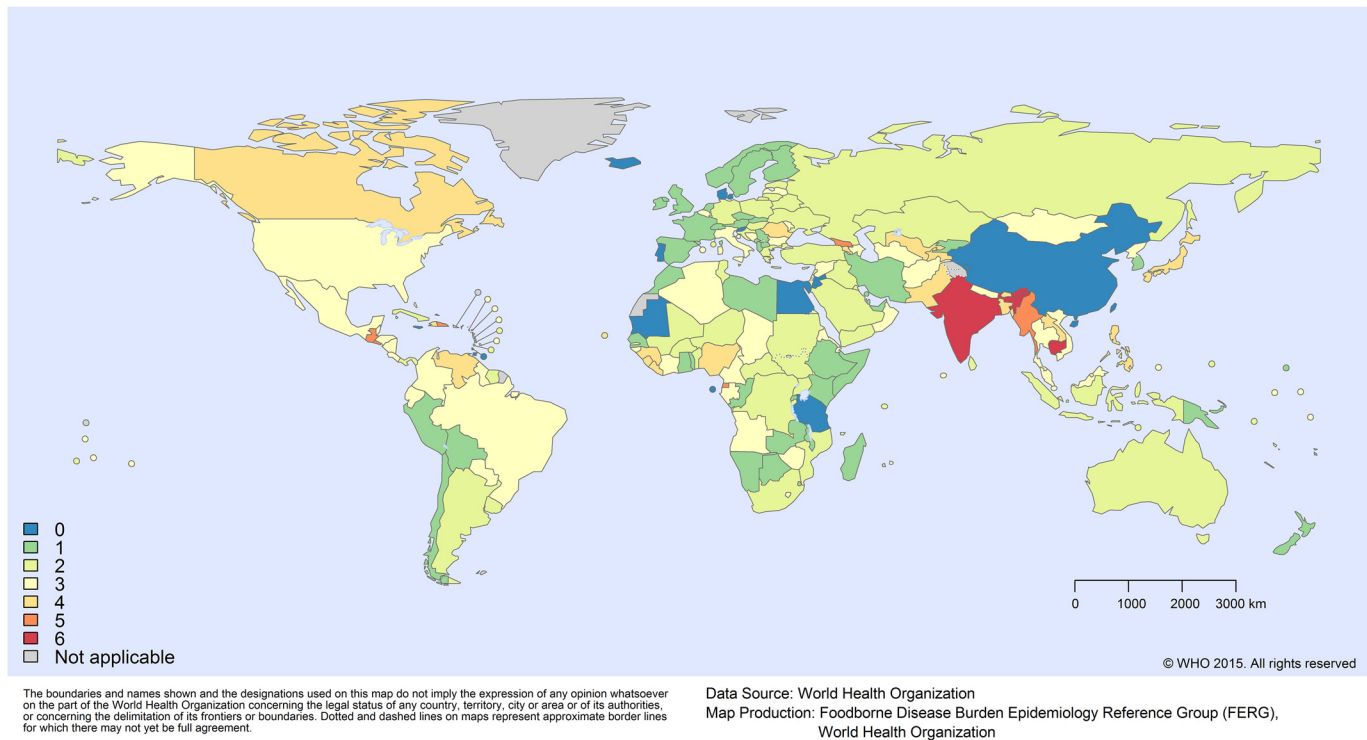 0
1
2
3
4
5
6
Not applicable
0 1000 2000 3000 km
© WHO 2015. All rights reserved
The boundaries and names shown and the designations used on this map do not imply the expression of any opinion whatsoever
on the part of the World Health Organization concerning the legal status of any country, territory, city or area or of its authorities,
or concerning the delimitation of its frontiers or boundaries. Dotted and dashed lines on maps represent approximate border lines
for which there may not yet be full agreement.
Data Source: World Health Organization
Map Production: Foodborne Disease Burden Epidemiology Reference Group (FERG),
World Health Organization